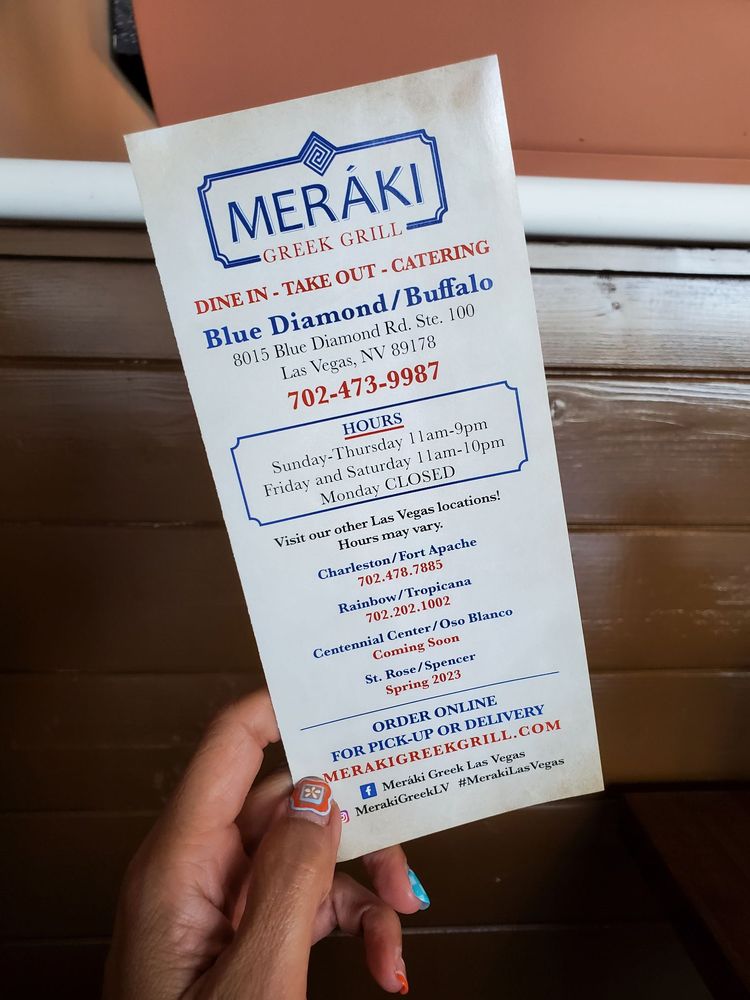 MERÁKI
GREEK GRILL
DINE IN - TAKE OUT - CATERING
Blue Diamond/Buffalo
8015 Blue Diamond Rd. Ste. 100
Las Vegas, NV 89178
702-473-9987
HOURS
Sunday-Thursday 11am-9pm
Friday and Saturday 11am-10pm
Monday CLOSED
Visit our other Las Vegas locations!
Hours may vary.
Charleston/Fort Apache
702.478.7885
Rainbow/Tropicana
702.202.1002
Centennial Center/Oso Blanco
Coming Soon
St. Rose/Spencer
Spring 2023
ORDER ONLINE
FOR PICK-UP OR DELIVERY
MERAKIGREEKGRILL.COM
Meráki Greek Las Vegas
MerakiGreekLV #MerakiLasVegas